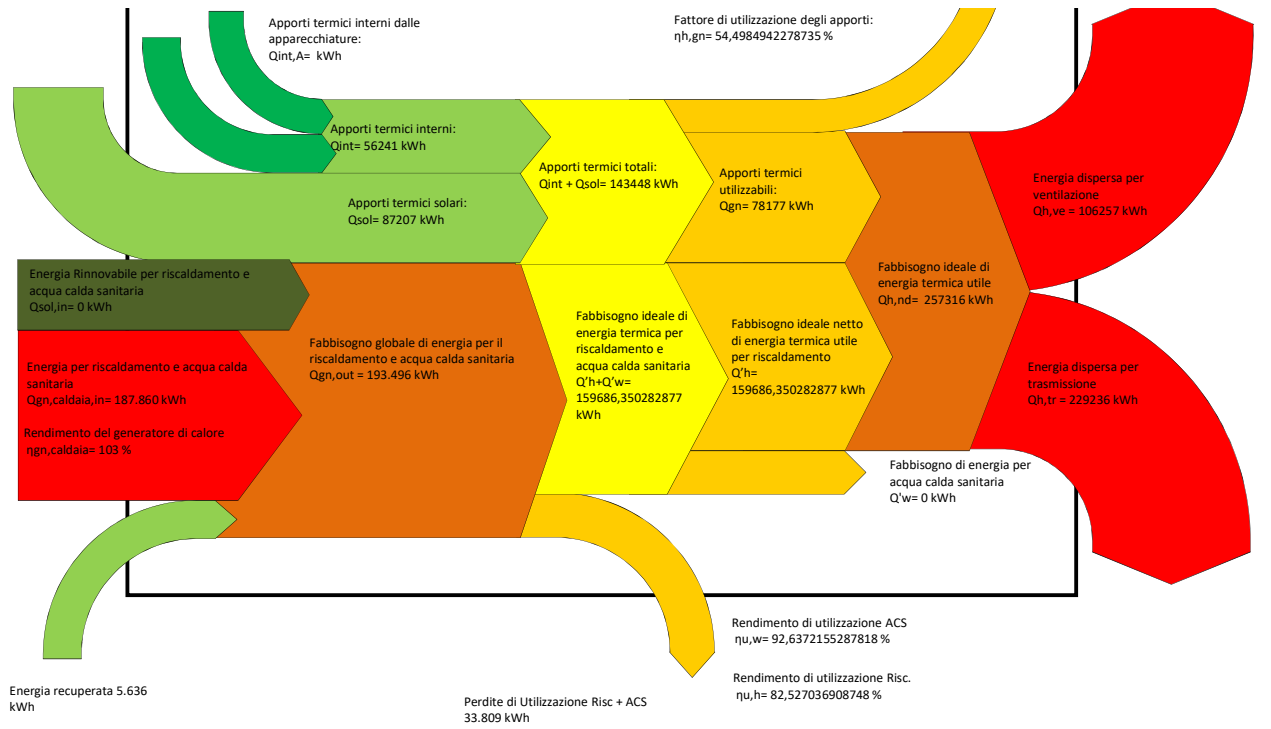 Apporti termici interni dalle
apparecchiature:
Qint,A=  kWh
Fattore di utilizzazione degli apporti:
ηh,gn= 54,4984942278735 %
Apporti termici interni:
Qint= 56241 kWh
Apporti termici totali:
Qint + Qsol= 143448 kWh
Apporti termici
utilizzabili:
Qgn= 78177 kWh
Energia dispersa per
ventilazione
Qh,ve = 106257 kWh
Apporti termici solari:
Qsol= 87207 kWh
Energia Rinnovabile per riscaldamento e
acqua calda sanitaria
Qsol,in= 0 kWh
Fabbisogno ideale di
energia termica utile
Qh,nd=  257316 kWh
Fabbisogno globale di energia per il
riscaldamento e acqua calda sanitaria
Qgn,out = 193.496 kWh
Fabbisogno ideale di
energia termica per
riscaldamento e
acqua calda sanitaria
Q’h+Q’w=
159686,350282877
kWh
Fabbisogno ideale netto
di energia termica utile
per riscaldamento
Q’h=
159686,350282877 kWh
Energia per riscaldamento e acqua calda
sanitaria
Qgn,caldaia,in= 187.860 kWh
Rendimento del generatore di calore
ηgn,caldaia= 103 %
Energia dispersa per
trasmissione
Qh,tr = 229236 kWh
Fabbisogno di energia per
acqua calda sanitaria
Q'w= 0 kWh
Rendimento di utilizzazione ACS
ηu,w= 92,6372155287818 %
Rendimento di utilizzazione Risc.
ηu,h= 82,527036908748 %
Energia recuperata 5.636
kWh
Perdite di Utilizzazione Risc + ACS
33.809 kWh